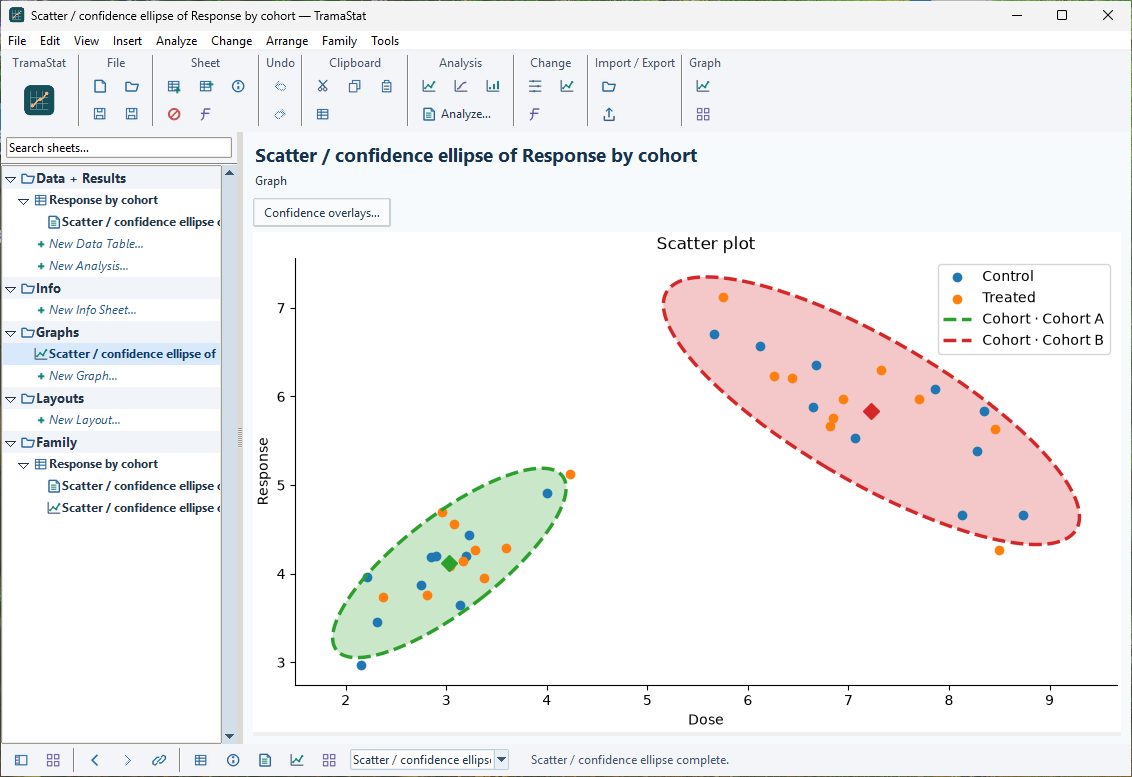 Scatter / confidence ellipse of Response by cohort — TramaStat
File Edit View Insert Analyze Change Arrange Family Tools
TramaStat File Sheet Undo Clipboard Analysis Change Import / Export Graph
Analyze...
Search sheets...
Data + Results
Response by cohort
Scatter / confidence ellipse
New Data Table...
New Analysis...
Info
New Info Sheet...
Graphs
Scatter / confidence ellipse of
New Graph...
Layouts
New Layout...
Family
Response by cohort
Scatter / confidence ellipse
Scatter / confidence ellipse
Scatter / confidence ellipse of Response by cohort
Graph
Confidence overlays...
Scatter plot
Control
Treated
Cohort · Cohort A
Cohort · Cohort B
Response
7
6
5
4
3
2 3 4 5 6 7 8 9
Dose
Scatter / confidence ellips
Scatter / confidence ellipse complete.